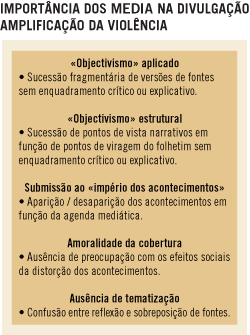 IMPORTÂNCIA DOS MEDIA NA DIVULGAÇÃO
AMPLIFICAÇÃO DA VIOLÊNCIA
«Objectivismo» aplicado
• Sucessão fragmentária de versões de fontes
sem enquadramento crítico ou explicativo.
«Objectivismo» estrutural
• Sucessão de pontos de vista narrativos em
função de pontos de viragem do folhetim sem
enquadramento crítico ou explicativo.
Submissão ao «império dos acontecimentos»
• Aparição / desaparição dos acontecimentos em
função da agenda mediática.
Amoralidade da cobertura
• Ausência de preocupação com os efeitos sociais
da distorção dos acontecimentos.
Ausência de tematização
• Confusão entre reflexão e sobreposição de fontes.